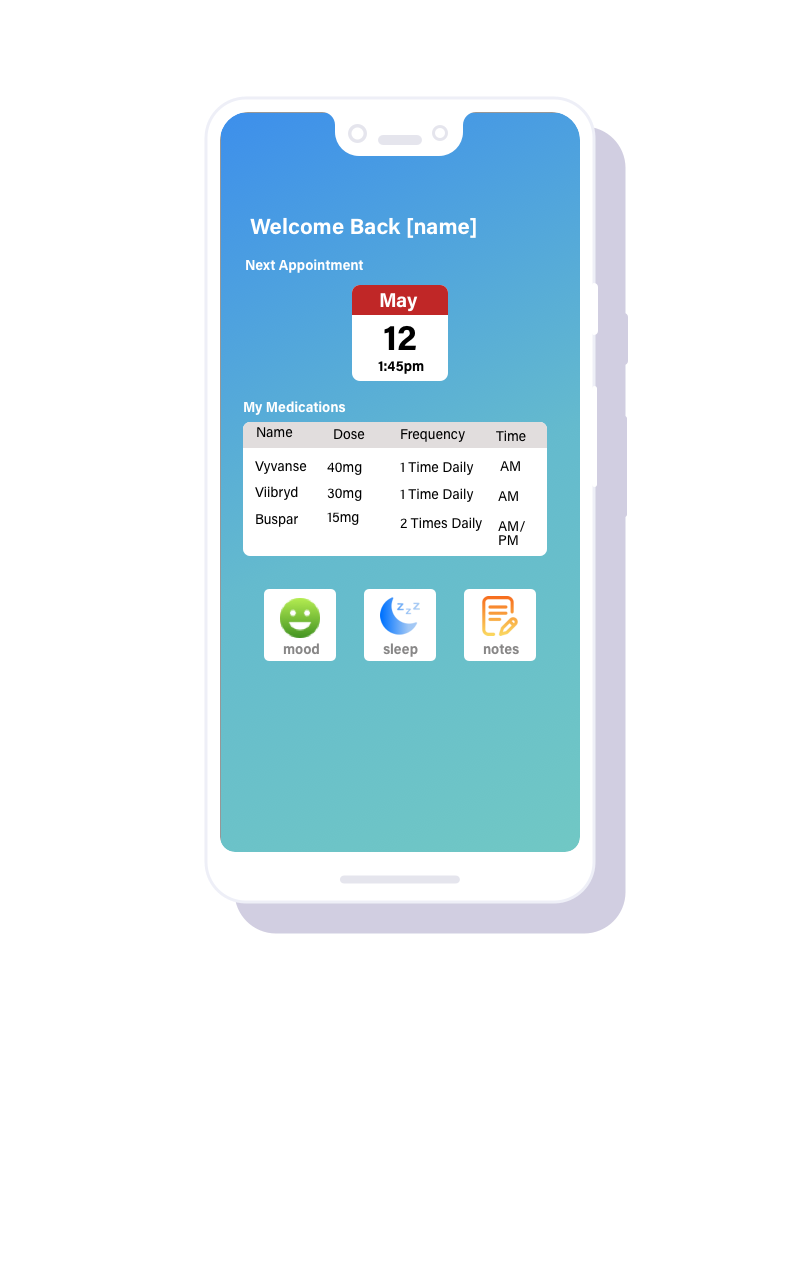 Welcome Back [name]
Next Appointment
May
12
1:45pm
My Medications
Name Dose Frequency Time
Vyvanse 40mg 1 Time Daily AM
Viibryd 30mg 1 Time Daily AM
Buspar 15mg 2 Times Daily AM/
PM
z z z
mood sleep notes